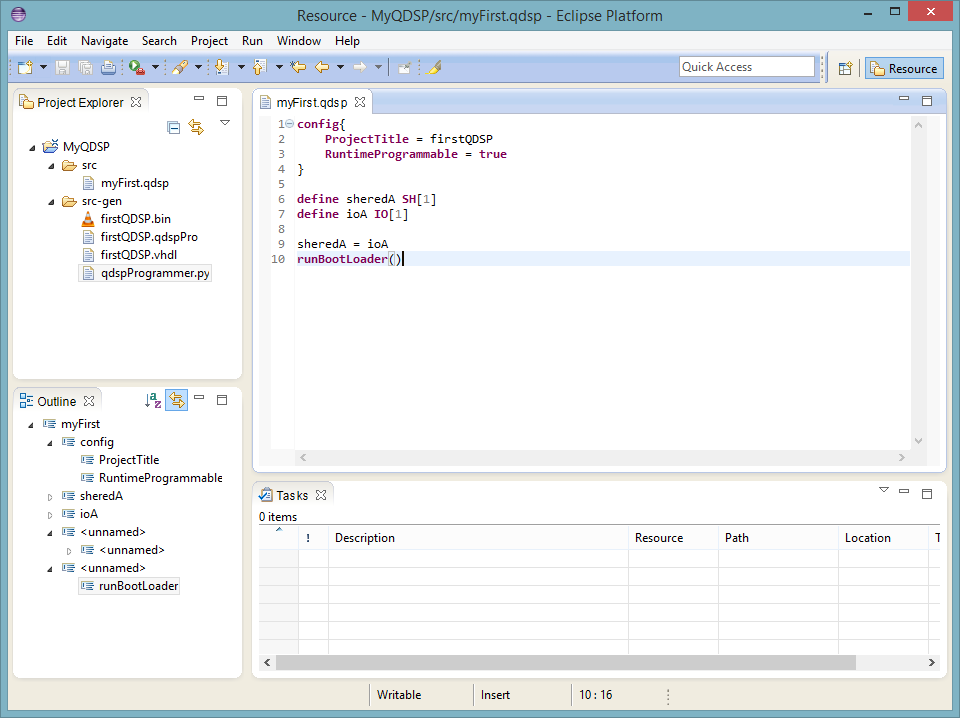 Resource - MyQDSP/src/myFirst.qdsp - Eclipse Platform
File Edit Navigate Search Project Run Window Help
Quick Access
Resource
Project Explorer
MyQDSP
src
myFirst.qdsp
src-gen
firstQDSP.bin
firstQDSP.qdspPro
firstQDSP.vhdl
qdspProgrammer.py
Outline
myFirst
config
ProjectTitle
RuntimeProgrammable
sheredA
ioA
<unnamed>
<unnamed>
<unnamed>
runBootLoader
myFirst.qdsp
1 config{
2 ProjectTitle = firstQDSP
3 RuntimeProgrammable = true
4 }
5
6 define sheredA SH[1]
7 define ioA IO[1]
8
9 sheredA = ioA
10 runBootLoader()
Tasks
0 items
! Description Resource Path Location T
Writable Insert 10 : 16